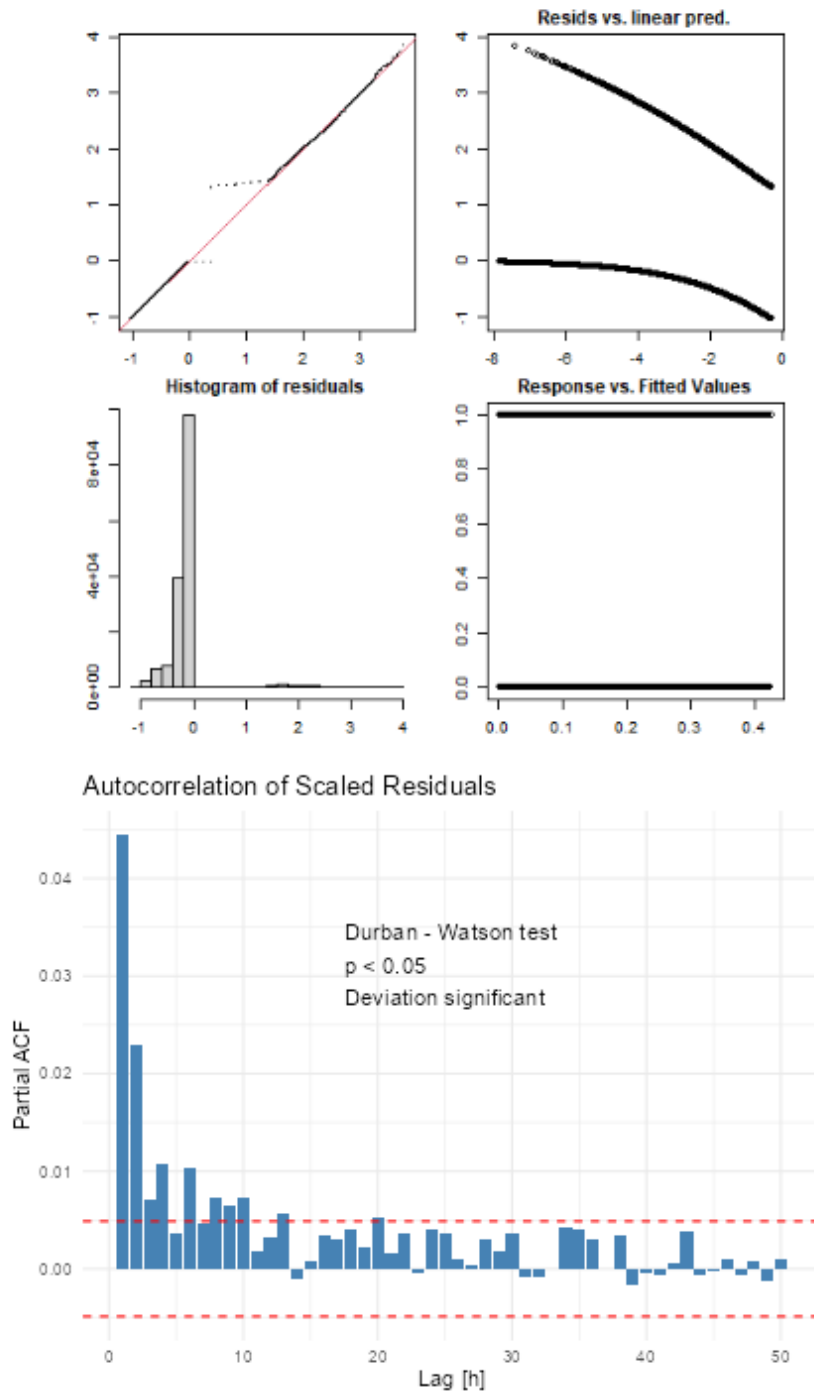 Resids vs. linear pred.
4
3
2
1
0
-1
-1 0 1 2 3
4
3
2
1
0
-1
-8 -6 -4 -2 0
Histogram of residuals
Response vs. Fitted Values
8e+04
4e+04
0e+00
-1 0 1 2 3 4
1.0
0.8
0.6
0.4
0.2
0.0
0.0 0.1 0.2 0.3 0.4
Autocorrelation of Scaled Residuals
Partial ACF
0.04
0.03
0.02
0.01
0.00
Durban - Watson test
p < 0.05
Deviation significant
0 10 20 30 40 50
Lag [h]